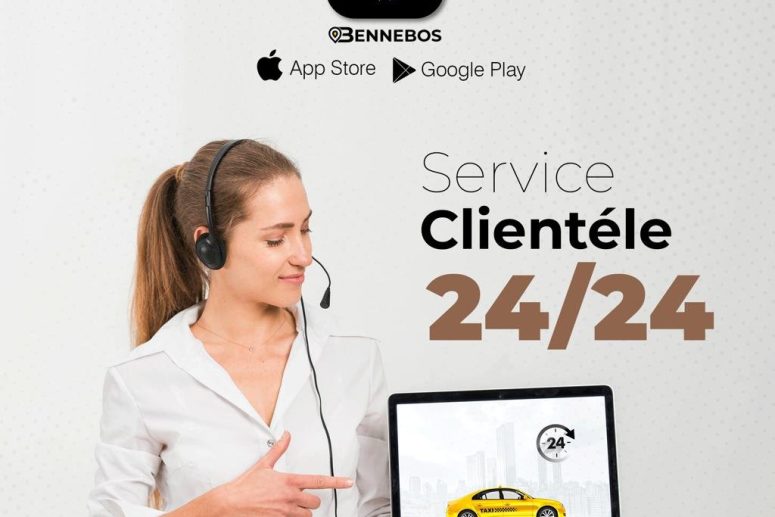 BENNEBOS
App Store
Google Play
Service
Clientéle
24/24
24
TAXI